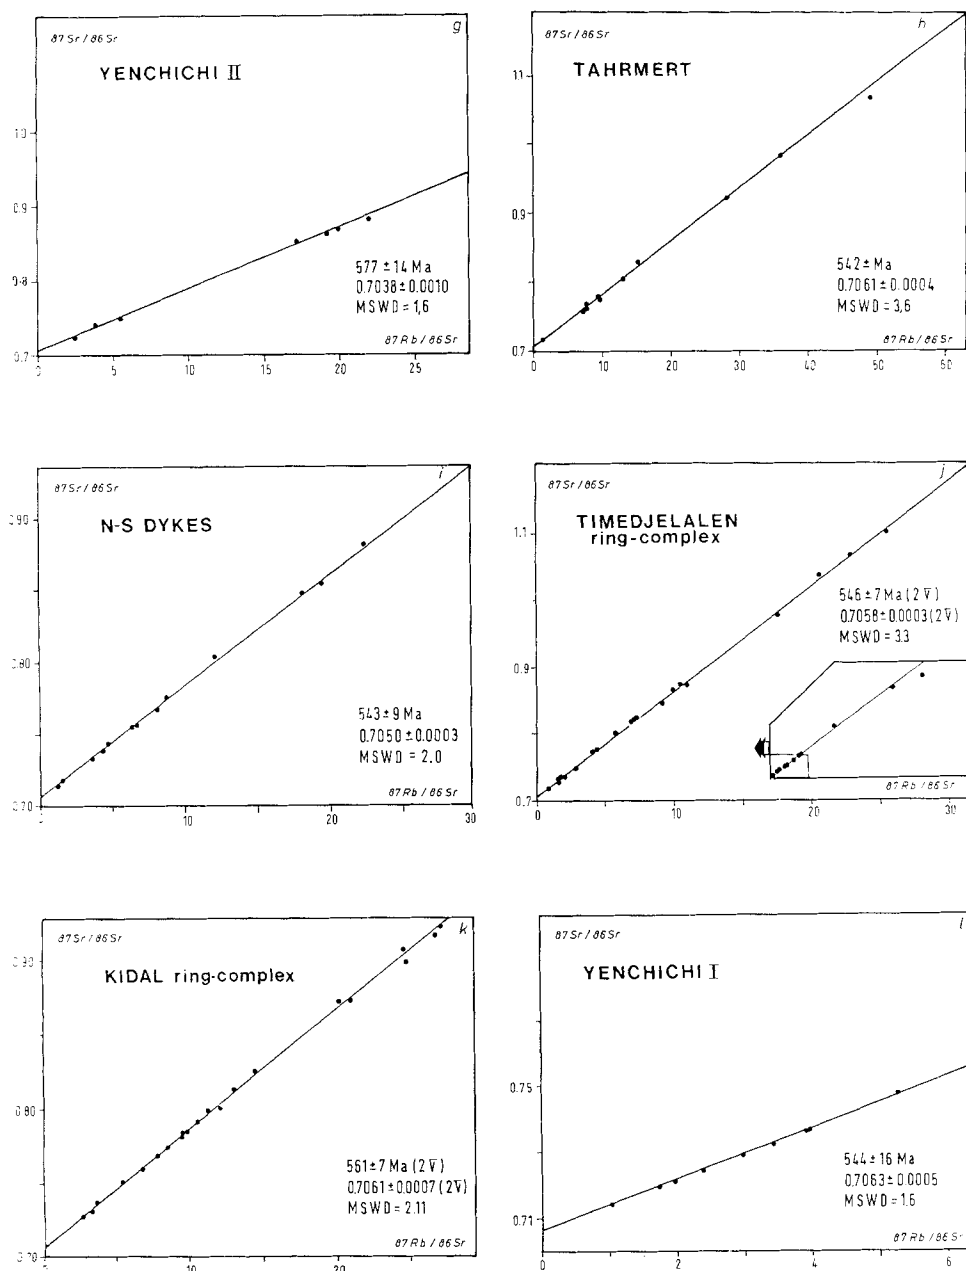 g
87Sr/86Sr
YENCHICHI II
1.0
0.9
0.8
0.7
577±14 Ma
0.7038±0.0010
MSWD=1,6
87Rb/86Sr
0
5
10
15
20
25
h
87Sr/86Sr
TAHRMERT
1.1
0.9
0.7
542±Ma
0.7061±0.0004
MSWD=3,6
87Rb/86Sr
0
10
20
30
40
50
60
i
87Sr/86Sr
N-S DYKES
0.90
0.80
0.70
543±9 Ma
0.7050±0.0003
MSWD=2.0
87Rb/86Sr
0
10
20
30
j
87Sr/86Sr
TIMEDJELALEN
ring-complex
1.1
0.9
0.7
546±7Ma(2σ̅)
0.7058±0.0003(2σ̅)
MSWD=3.3
87Rb/86Sr
0
10
20
30
k
87Sr/86Sr
KIDAL ring-complex
0.90
0.80
0.70
561±7 Ma(2σ̅)
0.7061±0.0007(2σ̅)
MSWD=2.11
87Rb/86Sr
0
10
20
l
87Sr/86Sr
YENCHICHI I
0.75
0.71
544±16 Ma
0.7063±0.0005
MSWD=1.6
87Rb/86Sr
0
2
4
6